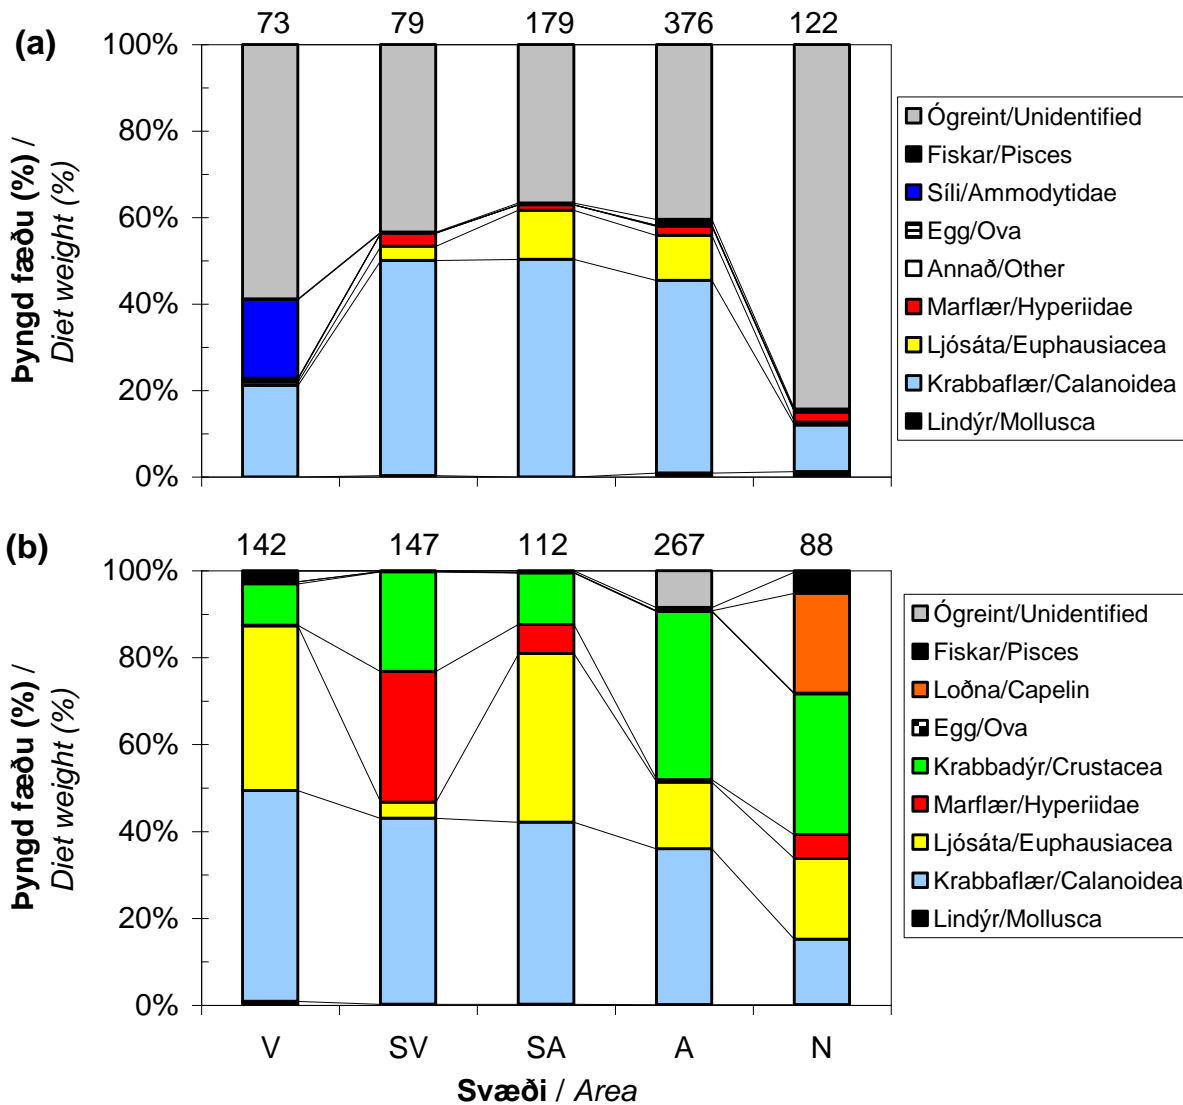 (a)
73 79 179 376 122
100%
80%
60%
40%
20%
0%
Þyngd fæðu (%) /
Diet weight (%)
Ógreint/Unidentified
Fiskar/Pisces
Síli/Ammodytidae
Egg/Ova
Annað/Other
Marflær/Hyperiidae
Ljósáta/Euphausiacea
Krabbaflær/Calanoidea
Lindýr/Mollusca
(b)
142 147 112 267 88
100%
80%
60%
40%
20%
0%
Þyngd fæðu (%) /
Diet weight (%)
Ógreint/Unidentified
Fiskar/Pisces
Loðna/Capelin
Egg/Ova
Krabbadýr/Crustacea
Marflær/Hyperiidae
Ljósáta/Euphausiacea
Krabbaflær/Calanoidea
Lindýr/Mollusca
V SV SA A N
Svæði / Area